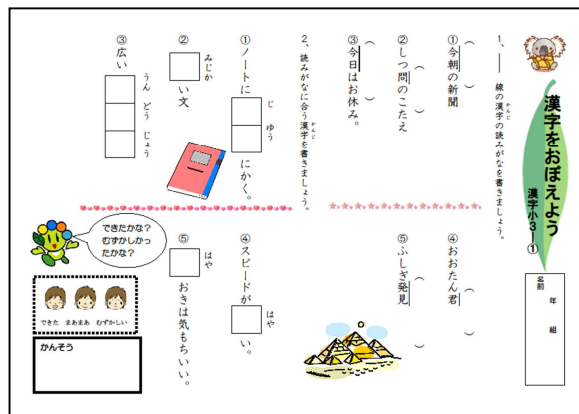 漢字をおぼえよう
漢字小3－①
名前　年　組
1、＿＿線の漢字の読みがなを書きましょう。
かんじ
①今朝の新聞
（　）
②しつ問のこたえ
（　）
③今日はお休み。
（　）
④おおたん君
（　）
⑤ふしぎ発見
（　）
2、読みがなに合う漢字を書きましょう。
かんじ
①ノートに□□にかく。
じ ゆう
②□い文
みじか
③広い□□□
うん どう じょう
④スピードが□い。
はや
⑤□おきは気もちいい。
はや
できたかな？
むずかしかっ
たかな？
できた　まあまあ　むずかしい
かんそう